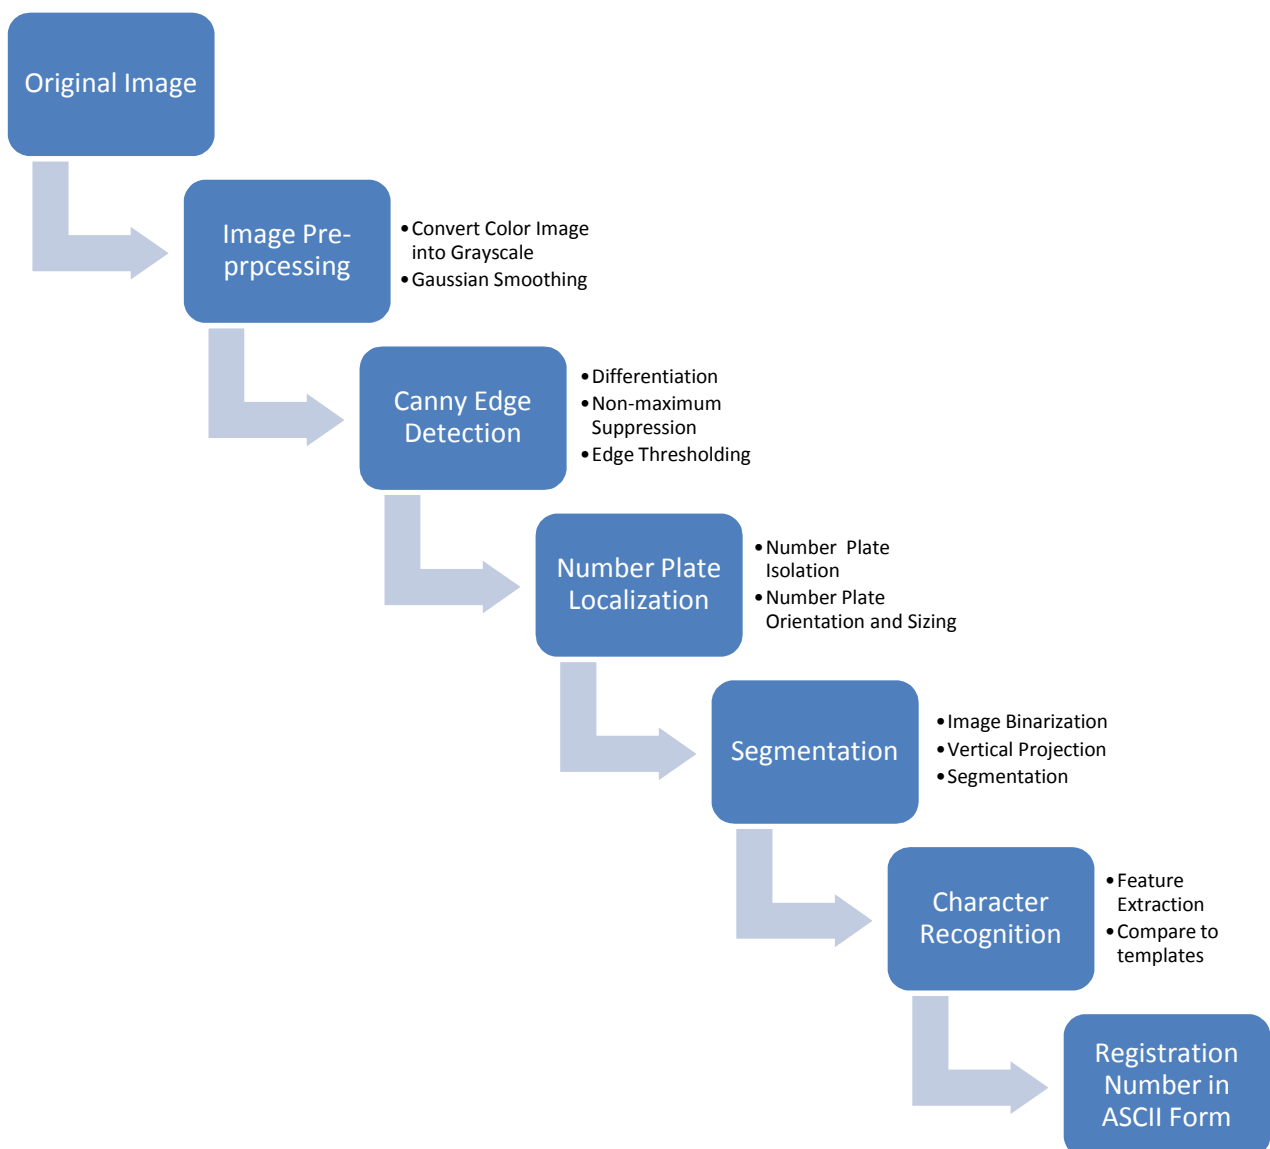 Original Image
Image Pre-
prpcessing
•Convert Color Image
into Grayscale
•Gaussian Smoothing
Canny Edge
Detection
•Differentiation
•Non-maximum
Suppression
•Edge Thresholding
Number Plate
Localization
•Number Plate
Isolation
•Number Plate
Orientation and Sizing
Segmentation
•Image Binarization
•Vertical Projection
•Segmentation
Character
Recognition
•Feature
Extraction
•Compare to
templates
Registration
Number in
ASCII Form